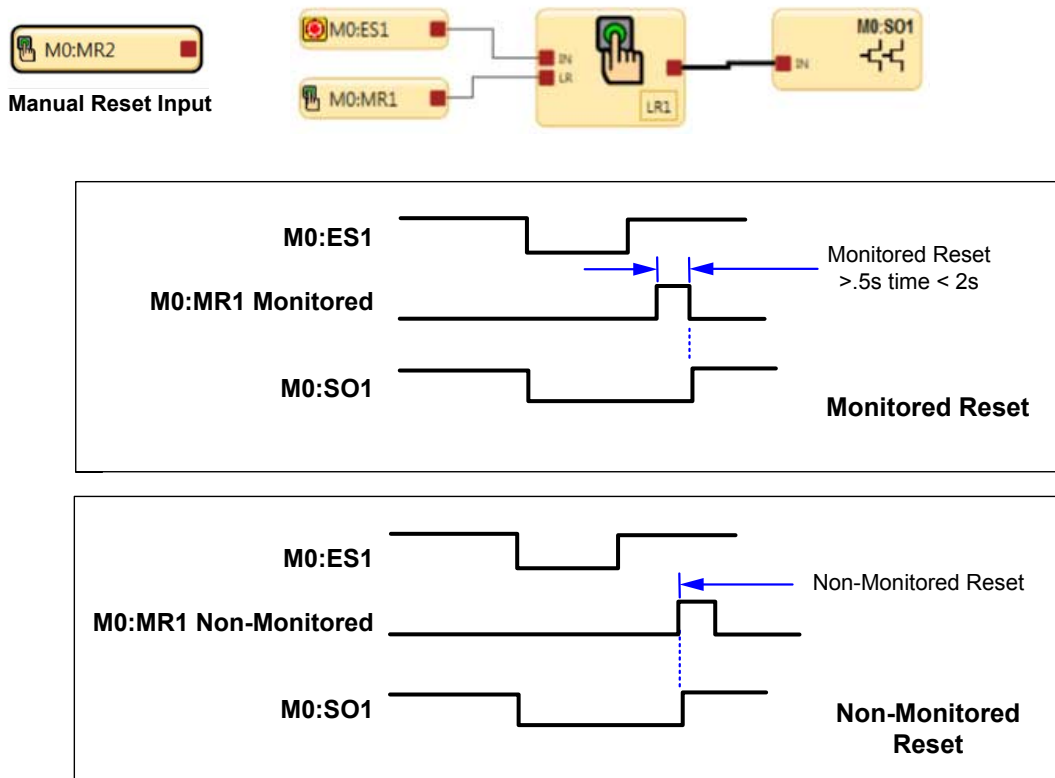 M0:MR2
Manual Reset Input
M0:ES1
M0:MR1
IN
LR
LR1
M0:SO1
IN
M0:ES1
M0:MR1 Monitored
M0:SO1
Monitored Reset
>.5s time < 2s
Monitored Reset
M0:ES1
M0:MR1 Non-Monitored
M0:SO1
Non-Monitored Reset
Non-Monitored
Reset